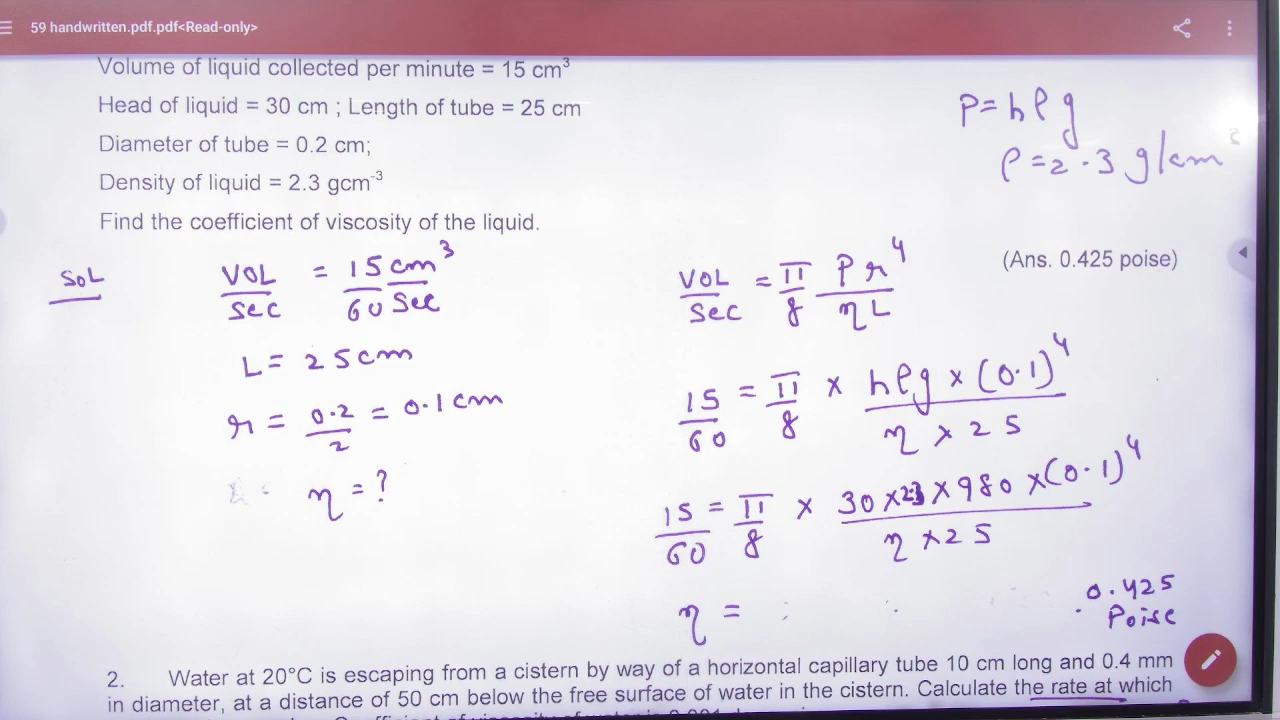 59 handwritten.pdf.pdf<Read-only>
Volume of liquid collected per minute = 15 cm³
Head of liquid = 30 cm ; Length of tube = 25 cm
Diameter of tube = 0.2 cm;
Density of liquid = 2.3 gcm⁻³
Find the coefficient of viscosity of the liquid.
(Ans. 0.425 poise)
P=hρg
ρ=2.3 g/cm³
SOL
VOL/Sec = 15/60 cm³/Sec
L= 25cm
r = 0.2/2 = 0.1cm
η = ?
VOL/Sec = π/8 Pr⁴/ηL
15/60 = π/8 × hρg×(0.1)⁴/η×25
15/60 = π/8 × 30×2.3×980×(0.1)⁴/η×25
η =
0.425
Poise
2. Water at 20°C is escaping from a cistern by way of a horizontal capillary tube 10 cm long and 0.4 mm
in diameter, at a distance of 50 cm below the free surface of water in the cistern. Calculate the rate at which